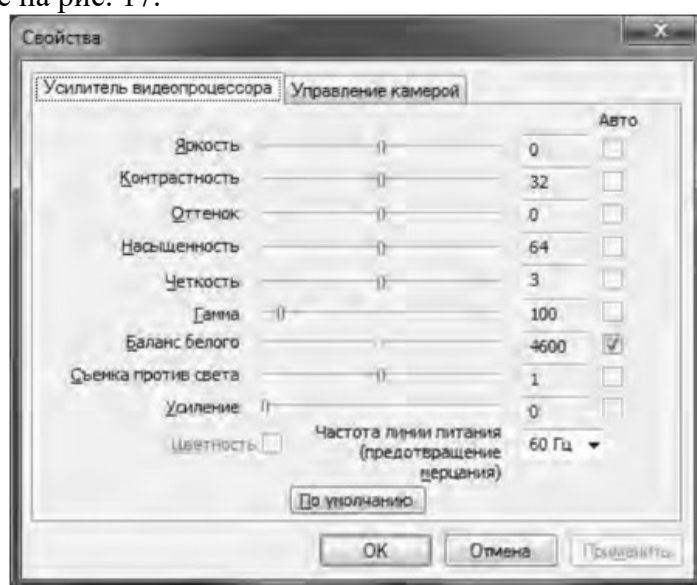 на рис. 17.
Свойства
Усилитель видеопроцессора Управление камерой
Авто
Яркость 0
Контрастность 32
Оттенок 0
Насыщенность 64
Четкость 3
Гамма 100
Баланс белого 4600
Съемка против света 1
Усиление 0
Цветность Частота линии питания 60 Гц
(предотвращение
мерцания)
По умолчанию
OK Отмена Применить